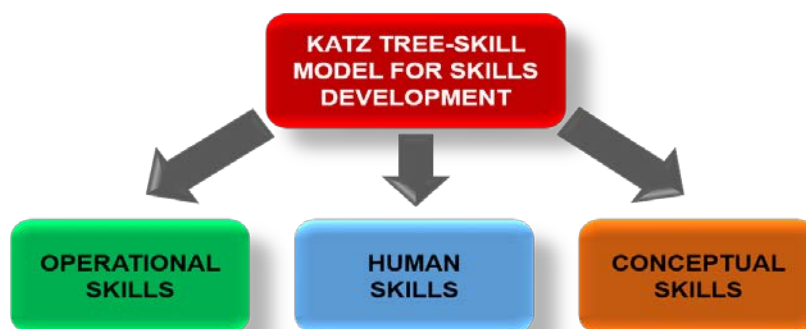 KATZ TREE-SKILL
MODEL FOR SKILLS
DEVELOPMENT
OPERATIONAL
SKILLS
HUMAN
SKILLS
CONCEPTUAL
SKILLS